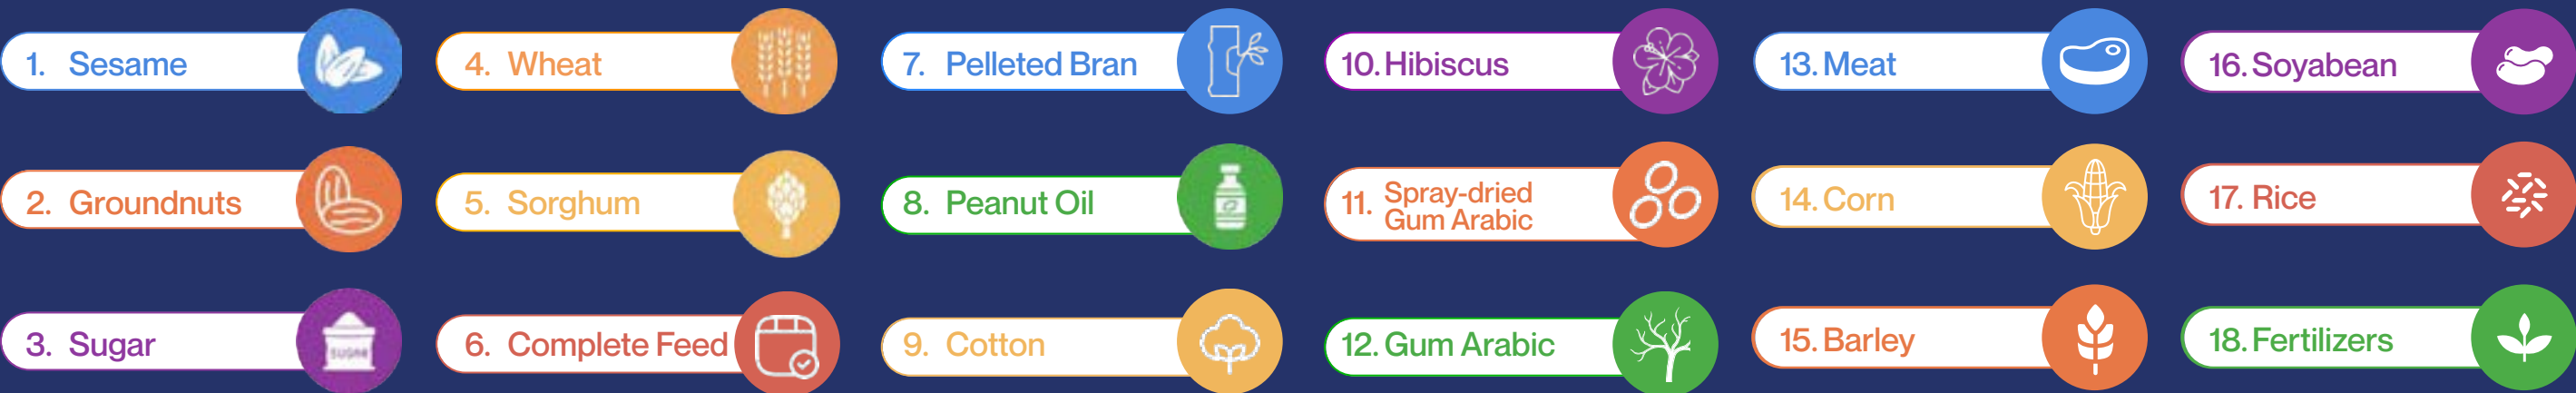 1. Sesame
2. Groundnuts
3. Sugar
4. Wheat
5. Sorghum
6. Complete Feed
7. Pelleted Bran
8. Peanut Oil
9. Cotton
10. Hibiscus
11. Spray-dried
Gum Arabic
12. Gum Arabic
13. Meat
14. Corn
15. Barley
16. Soyabean
17. Rice
18. Fertilizers
SUGAR